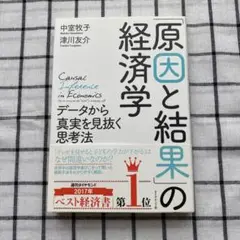 中室牧子
津川友介
「原因と結果」の
経済学
Causal
Inference
in Economics
データから
真実を見抜く
思考法
週刊ダイヤモンド
2017年
ベスト経済書
第1位